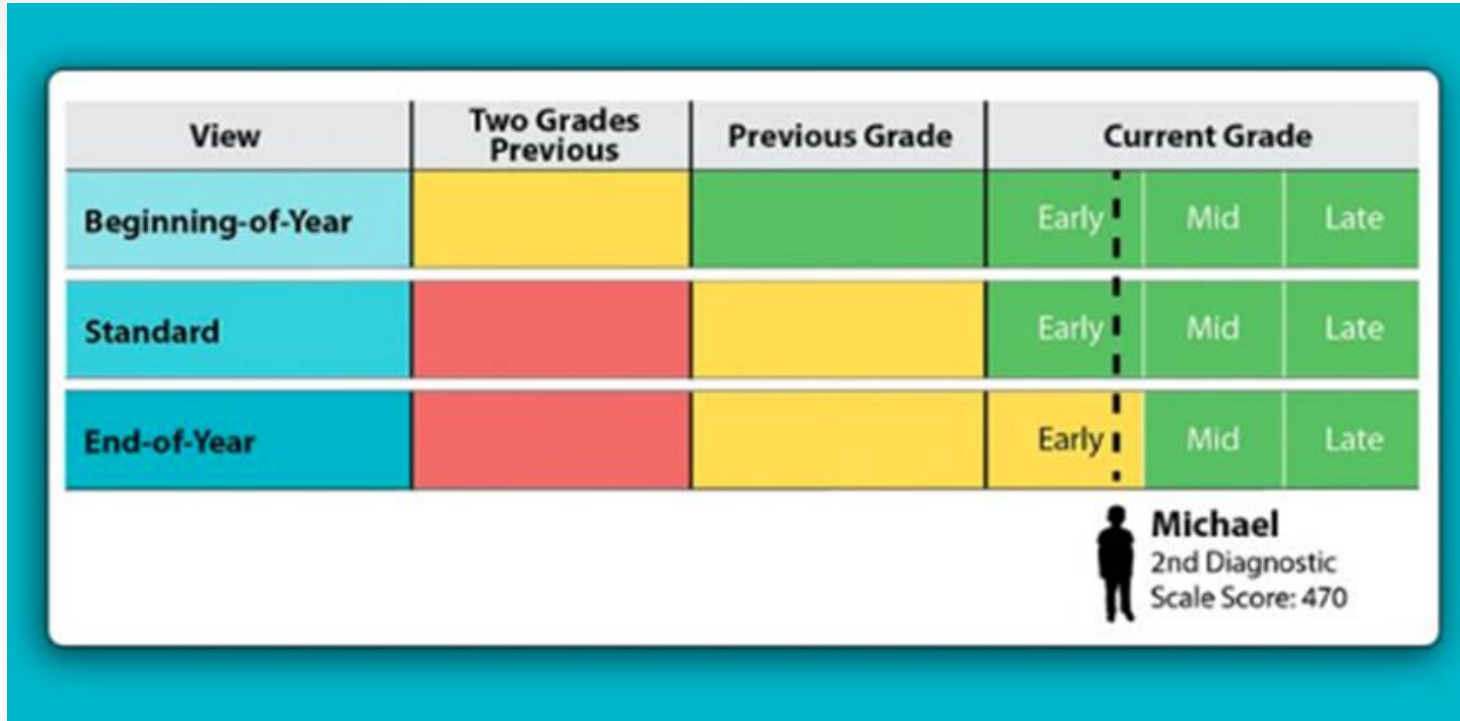 View
Two Grades
Previous
Previous Grade
Current Grade
Beginning-of-Year
Early
Mid
Late
Standard
Early
Mid
Late
End-of-Year
Early
Mid
Late
Michael
2nd Diagnostic
Scale Score: 470